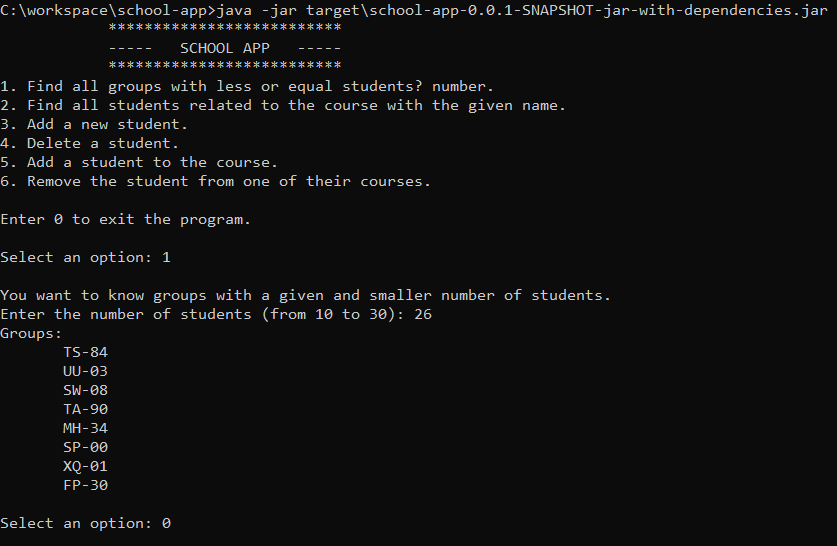 C:\workspace\school-app>java -jar target\school-app-0.0.1-SNAPSHOT-jar-with-dependencies.jar
**************************
-----   SCHOOL APP   -----
**************************
1. Find all groups with less or equal students? number.
2. Find all students related to the course with the given name.
3. Add a new student.
4. Delete a student.
5. Add a student to the course.
6. Remove the student from one of their courses.
Enter 0 to exit the program.
Select an option: 1
You want to know groups with a given and smaller number of students.
Enter the number of students (from 10 to 30): 26
Groups:
TS-84
UU-03
SW-08
TA-90
MH-34
SP-00
XQ-01
FP-30
Select an option: 0